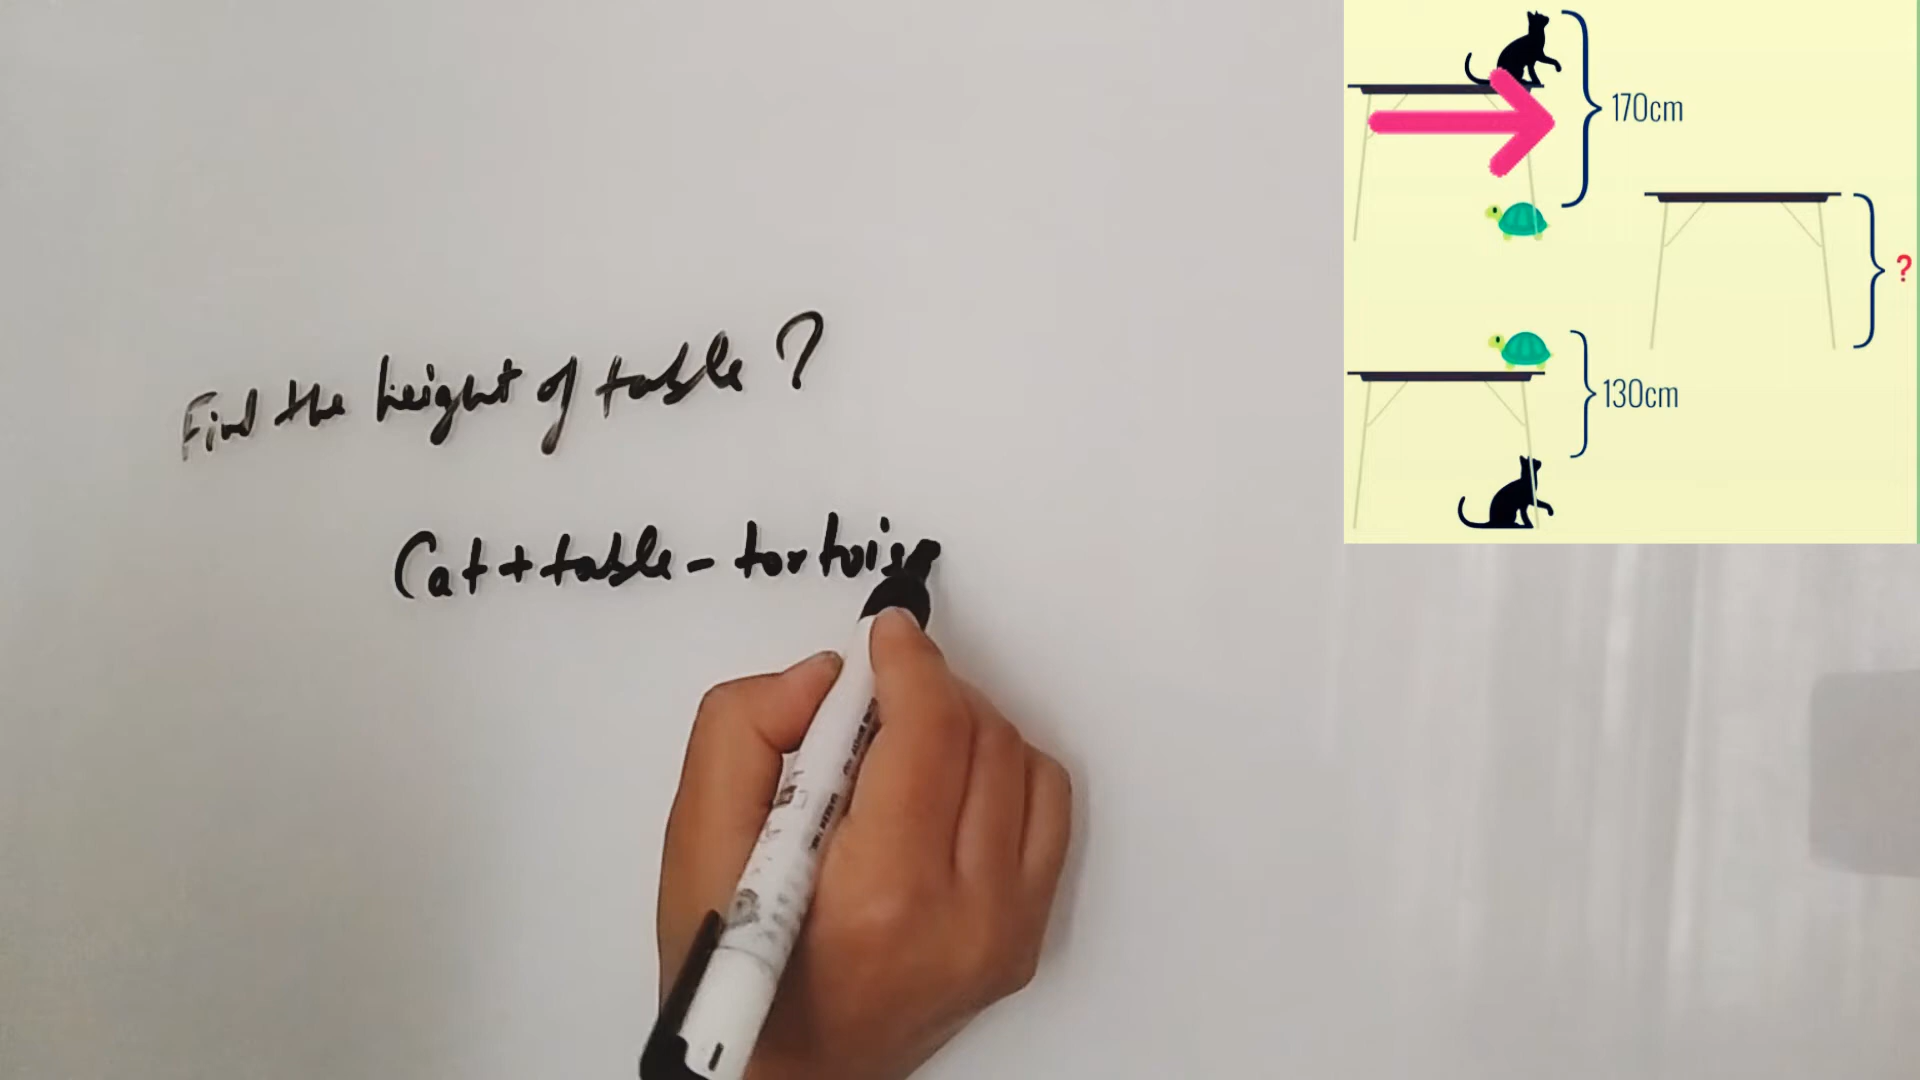 170cm
?
130cm
Find the height of table ?
Cat + table - tortoise